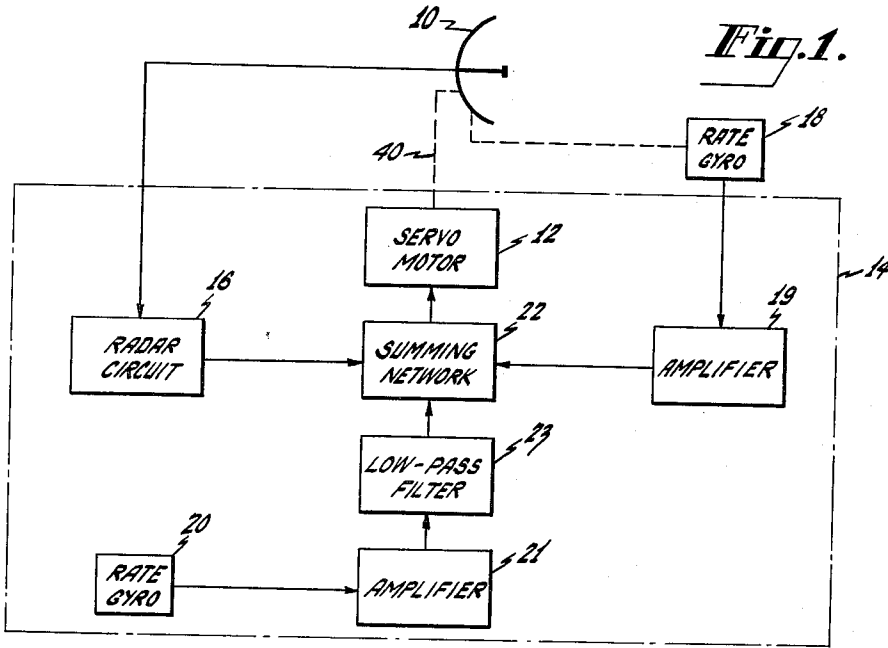 Fig. 1.
10
18
RATE
GYRO
40
SERVO
MOTOR
12
14
16
RADAR
CIRCUIT
22
SUMMING
NETWORK
19
AMPLIFIER
23
LOW-PASS
FILTER
20
RATE
GYRO
21
AMPLIFIER